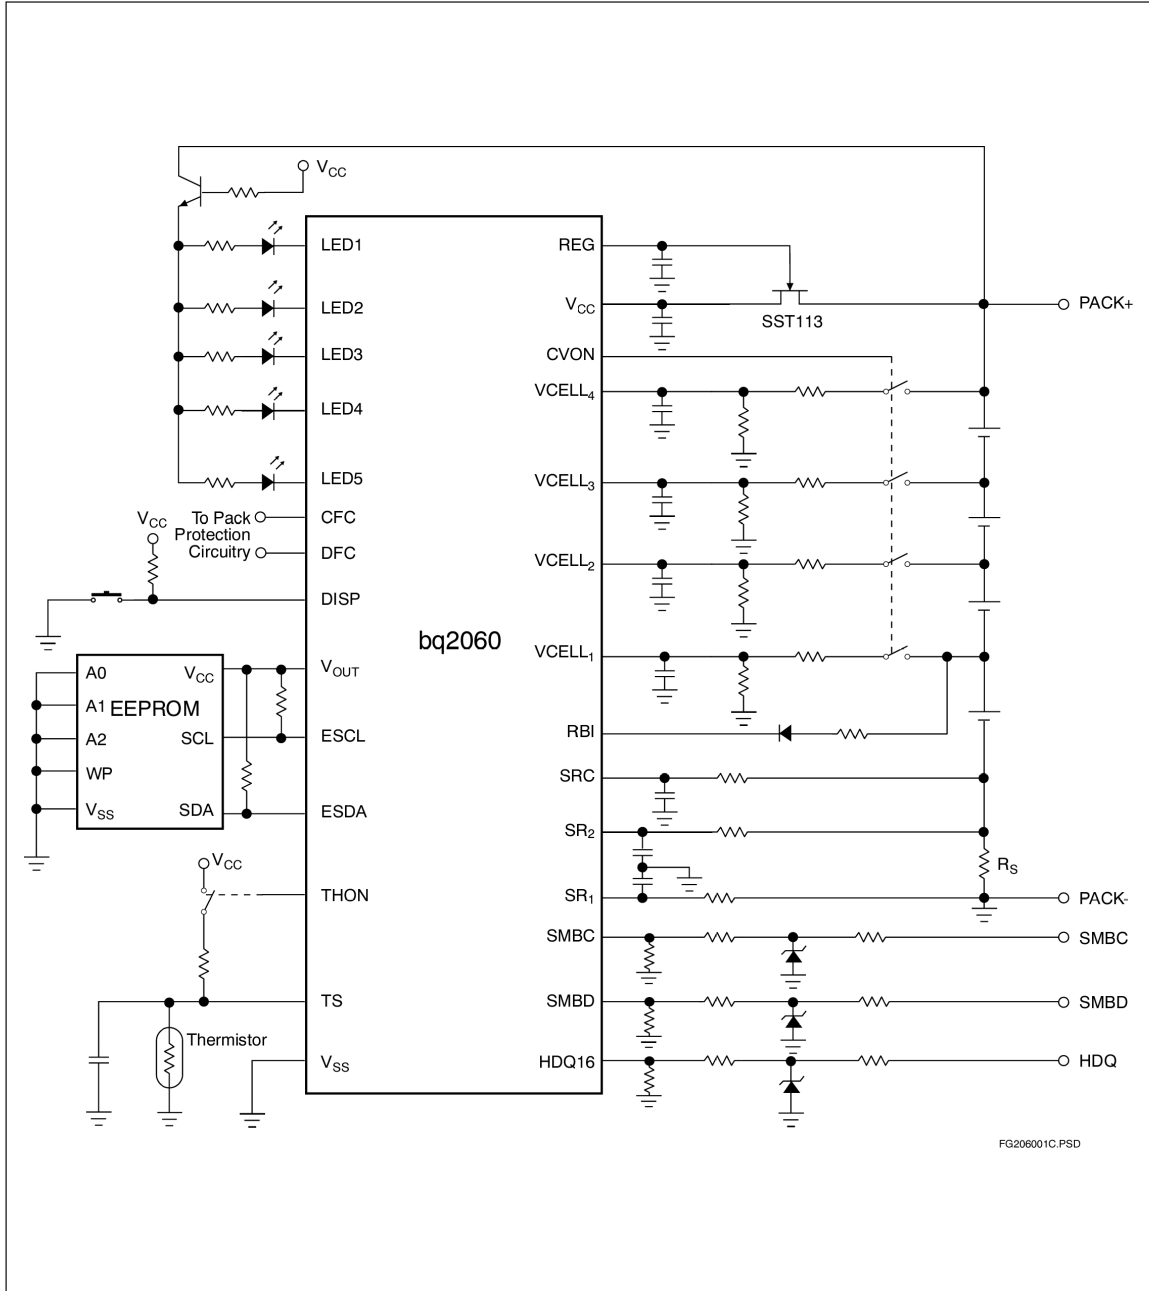 V_CC
LED1
LED2
LED3
LED4
LED5
To Pack
Protection
Circuitry
CFC
DFC
V_CC
DISP
A0
A1
A2
WP
V_SS
EEPROM
V_CC
SCL
SDA
V_OUT
ESCL
ESDA
V_CC
THON
TS
Thermistor
V_SS
bq2060
REG
V_CC
SST113
PACK+
CVON
VCELL_4
VCELL_3
VCELL_2
VCELL_1
RBI
SRC
SR_2
R_S
SR_1
PACK-
SMBC
SMBC
SMBD
SMBD
HDQ16
HDQ
FG206001C.PSD